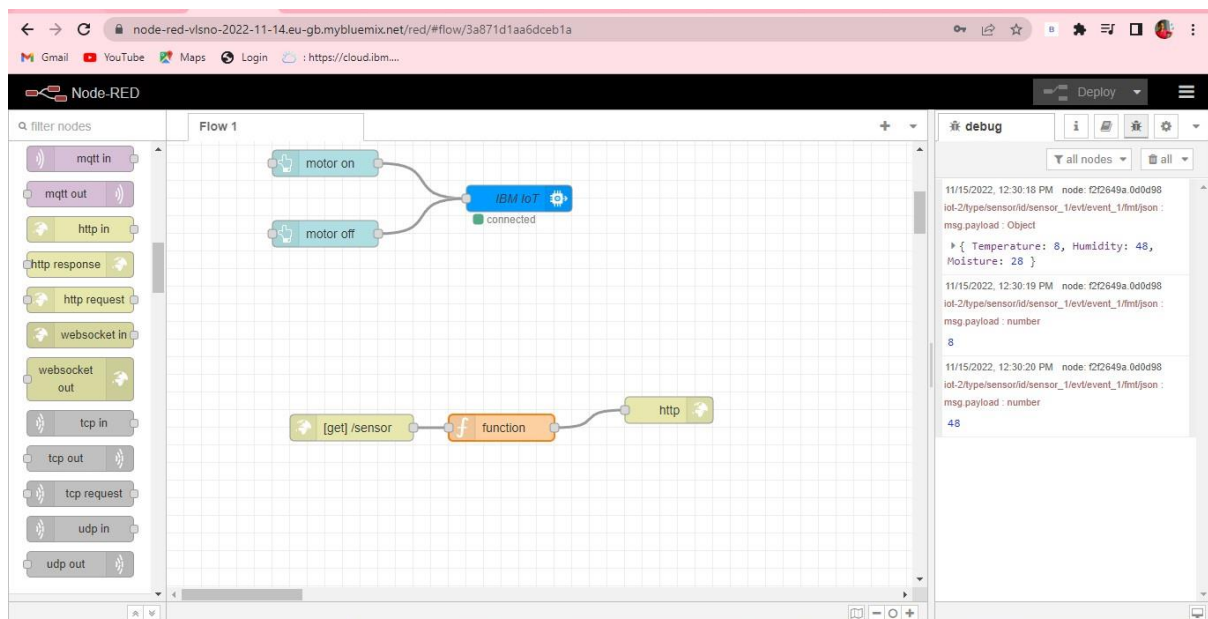 node-red-vlsno-2022-11-14.eu-gb.mybluemix.net/red/#flow/3a871d1aa6dceb1a
B
Gmail YouTube Maps Login : https://cloud.ibm....
Node-RED Deploy
filter nodes
mqtt in
mqtt out
http in
http response
http request
websocket in
websocket
out
tcp in
tcp out
tcp request
udp in
udp out
Flow 1
motor on
motor off
IBM IoT
connected
[get] /sensor
function
http
debug
i
all nodes all
11/15/2022, 12:30:18 PM node: f2f2649a.0d0d98
iot-2/type/sensor/id/sensor_1/evt/event_1/fmt/json :
msg.payload : Object
{ Temperature: 8, Humidity: 48,
Moisture: 28 }
11/15/2022, 12:30:19 PM node: f2f2649a.0d0d98
iot-2/type/sensor/id/sensor_1/evt/event_1/fmt/json :
msg.payload : number
8
11/15/2022, 12:30:20 PM node: f2f2649a.0d0d98
iot-2/type/sensor/id/sensor_1/evt/event_1/fmt/json :
msg.payload : number
48